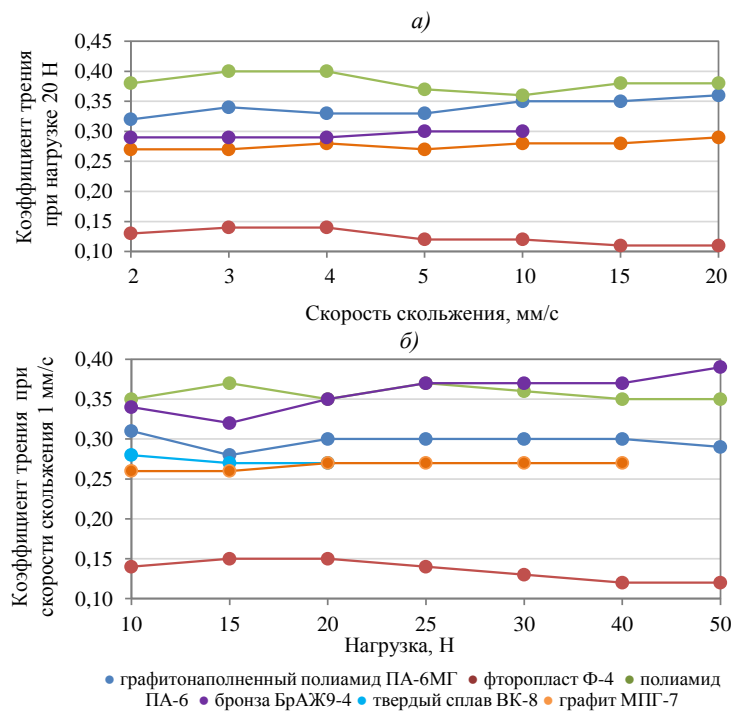 а)
Коэффициент трения
при нагрузке 20 Н
0,45
0,40
0,35
0,30
0,25
0,20
0,15
0,10
2 3 4 5 10 15 20
Скорость скольжения, мм/с
б)
Коэффициент трения при
скорости скольжения 1 мм/с
0,40
0,35
0,30
0,25
0,20
0,15
0,10
10 15 20 25 30 40 50
Нагрузка, Н
графитонаполненный полиамид ПА-6МГ фторопласт Ф-4 полиамид
ПА-6 бронза БрАЖ9-4 твердый сплав ВК-8 графит МПГ-7